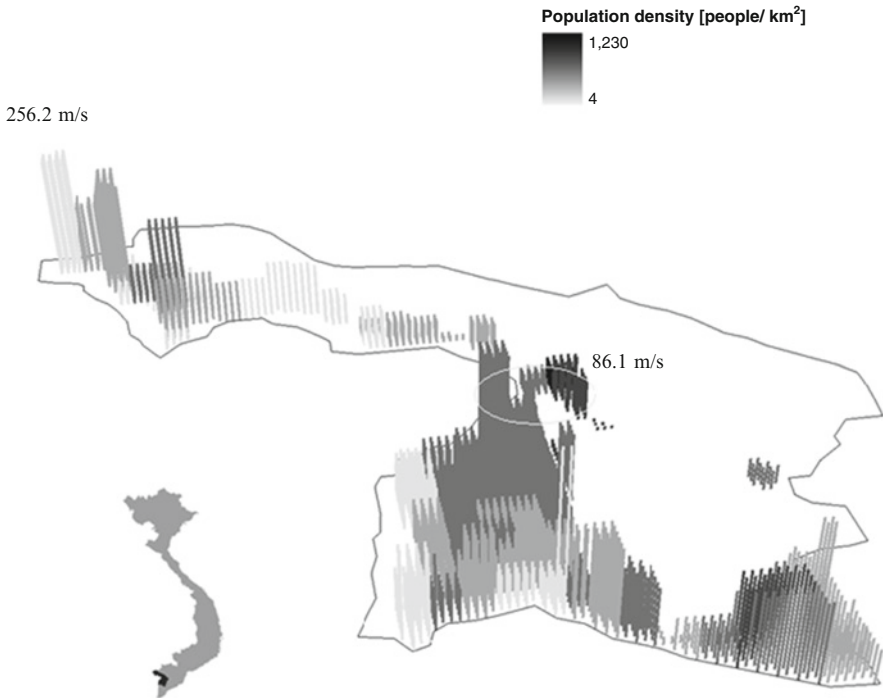 Population density [people/ km²]
1,230
4
256.2 m/s
86.1 m/s